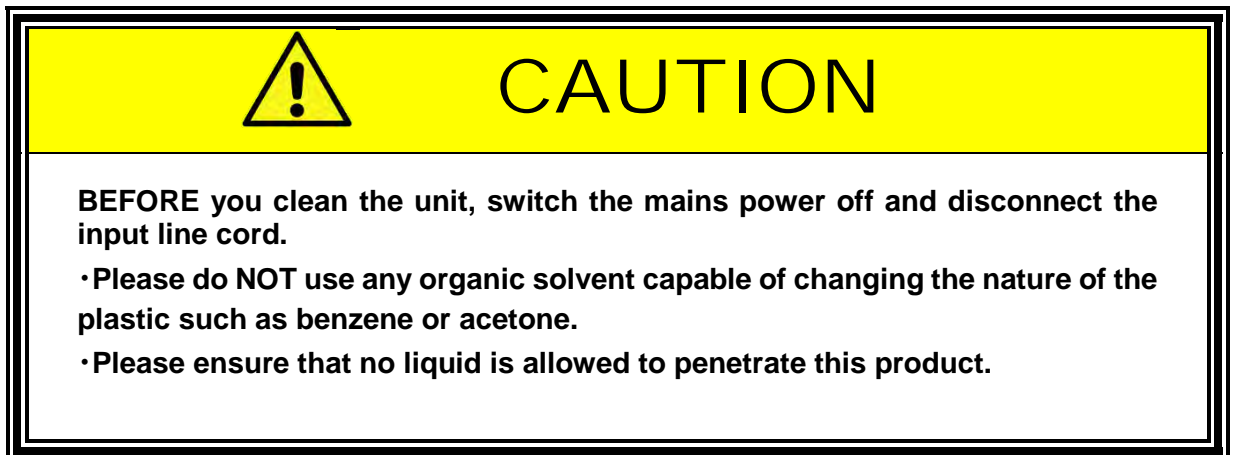 CAUTION
BEFORE you clean the unit, switch the mains power off and disconnect the
input line cord.
・Please do NOT use any organic solvent capable of changing the nature of the
plastic such as benzene or acetone.
・Please ensure that no liquid is allowed to penetrate this product.